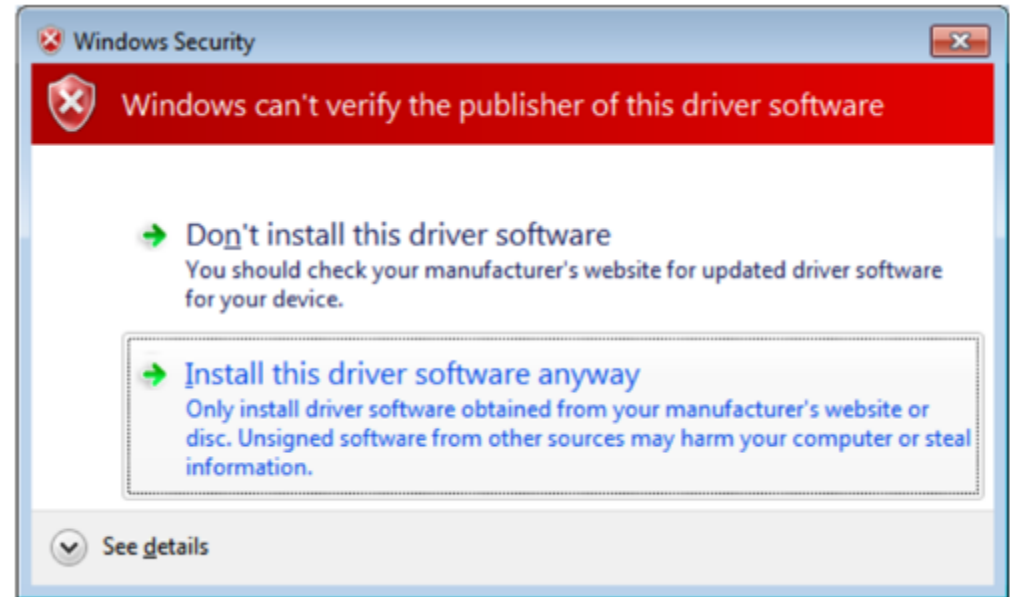 Windows Security
Windows can't verify the publisher of this driver software
Don't install this driver software
You should check your manufacturer's website for updated driver software
for your device.
Install this driver software anyway
Only install driver software obtained from your manufacturer's website or
disc. Unsigned software from other sources may harm your computer or steal
information.
See details